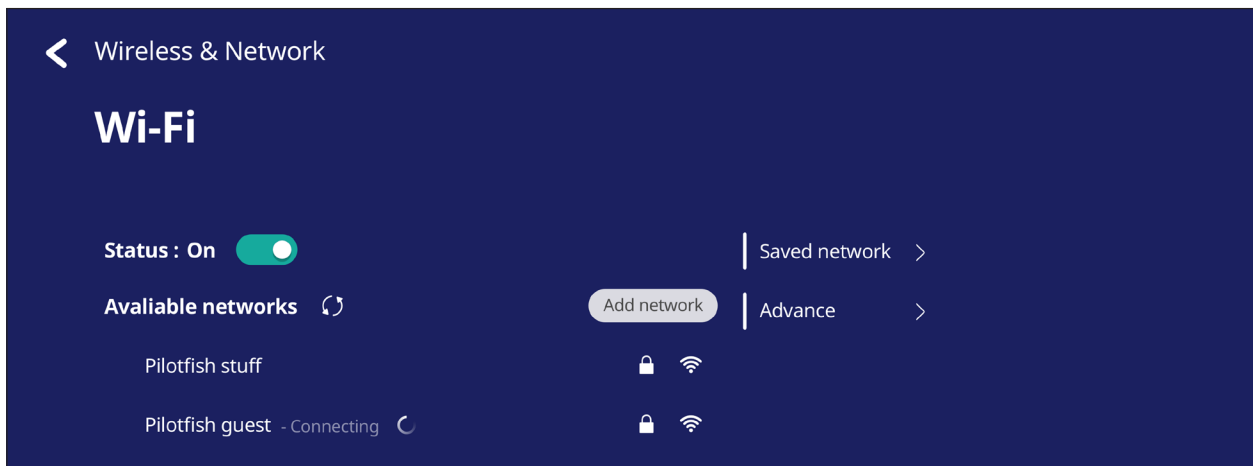 Wireless & Network
Wi-Fi
Status : On
Saved network
Avaliable networks
Add network
Advance
Pilotfish stuff
Pilotfish guest - Connecting